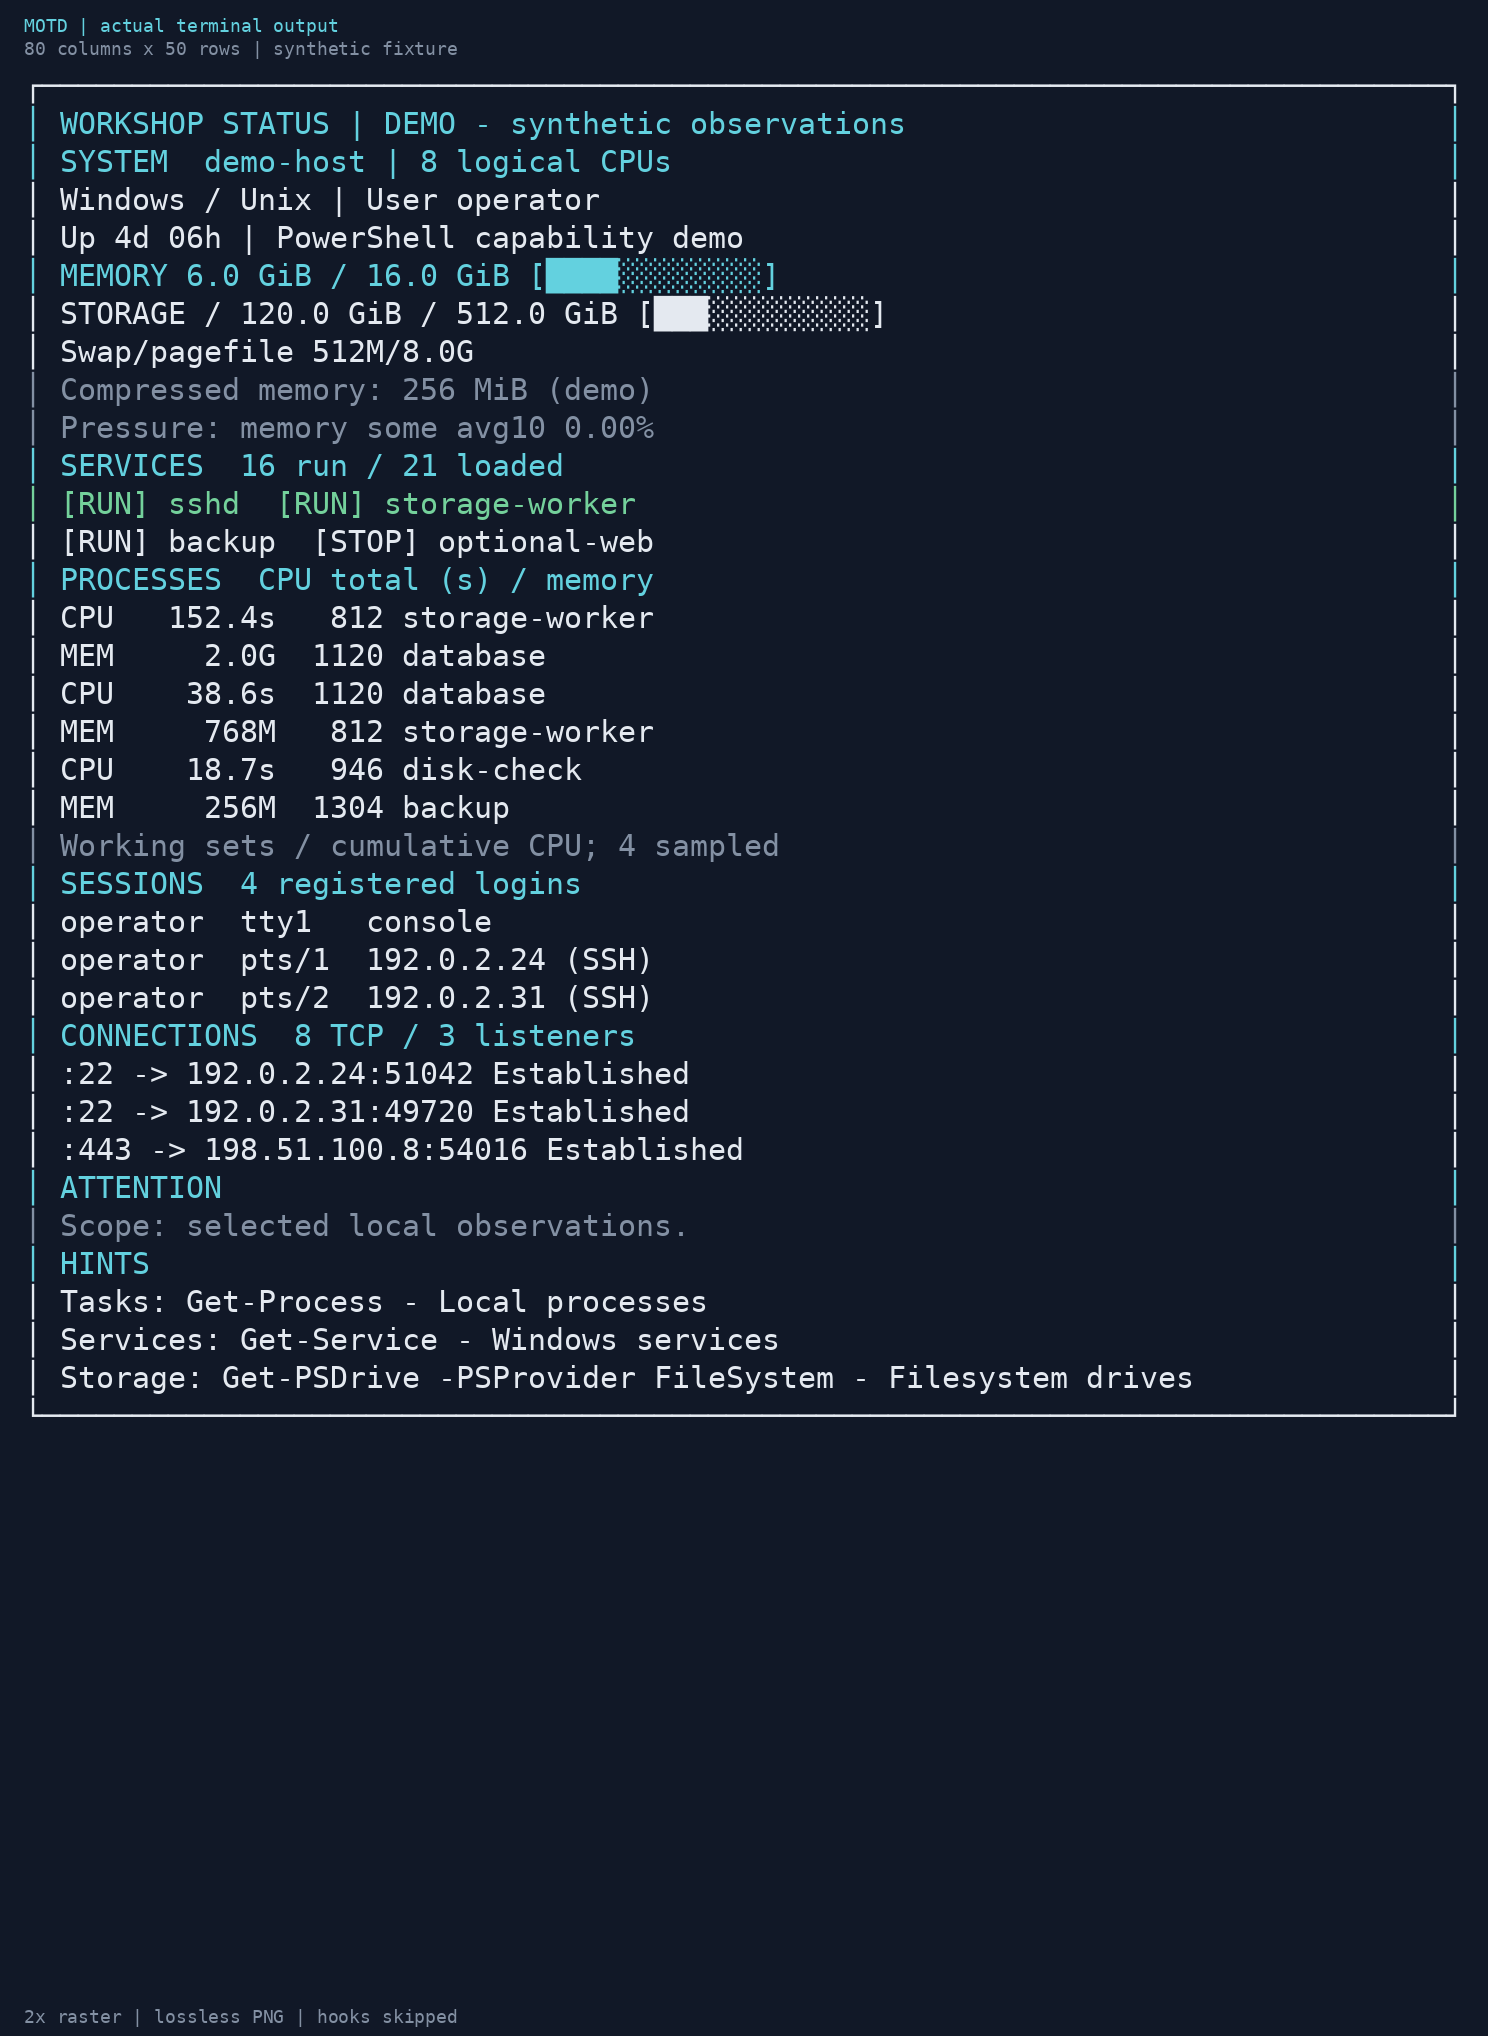 MOTD | actual terminal output
80 columns x 50 rows | synthetic fixture
WORKSHOP STATUS | DEMO - synthetic observations
SYSTEM  demo-host | 8 logical CPUs
Windows / Unix | User operator
Up 4d 06h | PowerShell capability demo
MEMORY 6.0 GiB / 16.0 GiB [████░░░░░░░░]
STORAGE / 120.0 GiB / 512.0 GiB [███░░░░░░░░░]
Swap/pagefile 512M/8.0G
Compressed memory: 256 MiB (demo)
Pressure: memory some avg10 0.00%
SERVICES  16 run / 21 loaded
[RUN] sshd  [RUN] storage-worker
[RUN] backup  [STOP] optional-web
PROCESSES  CPU total (s) / memory
CPU   152.4s   812 storage-worker
MEM     2.0G  1120 database
CPU    38.6s  1120 database
MEM     768M   812 storage-worker
CPU    18.7s   946 disk-check
MEM     256M  1304 backup
Working sets / cumulative CPU; 4 sampled
SESSIONS  4 registered logins
operator  tty1   console
operator  pts/1  192.0.2.24 (SSH)
operator  pts/2  192.0.2.31 (SSH)
CONNECTIONS  8 TCP / 3 listeners
:22 -> 192.0.2.24:51042 Established
:22 -> 192.0.2.31:49720 Established
:443 -> 198.51.100.8:54016 Established
ATTENTION
Scope: selected local observations.
HINTS
Tasks: Get-Process - Local processes
Services: Get-Service - Windows services
Storage: Get-PSDrive -PSProvider FileSystem - Filesystem drives
2x raster | lossless PNG | hooks skipped